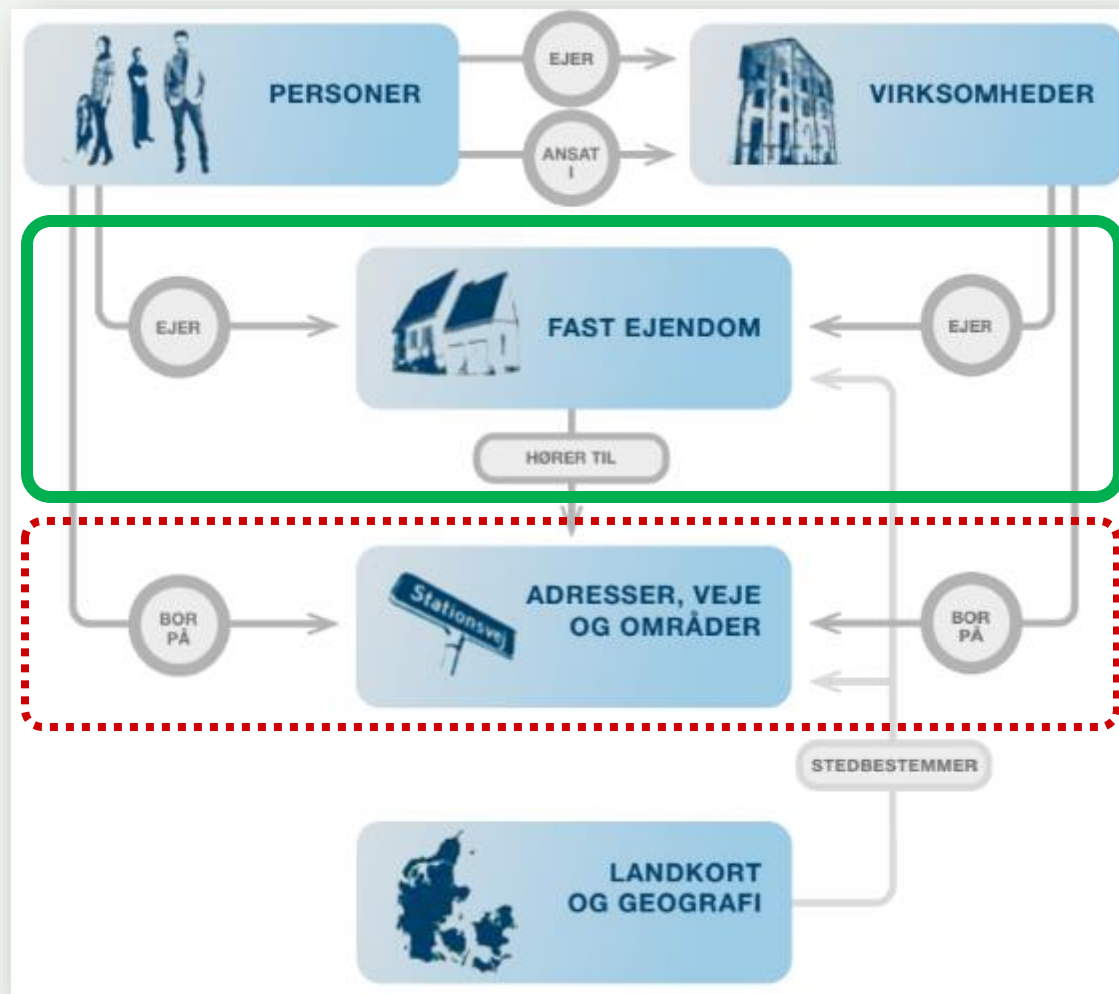 PERSONER
EJER
ANSAT
I
VIRKSOMHEDER
EJER
FAST EJENDOM
EJER
HØRER TIL
BOR
PÅ
Stationsvej
ADRESSER, VEJE
OG OMRÅDER
BOR
PÅ
STEDBESTEMMER
LANDKORT
OG GEOGRAFI